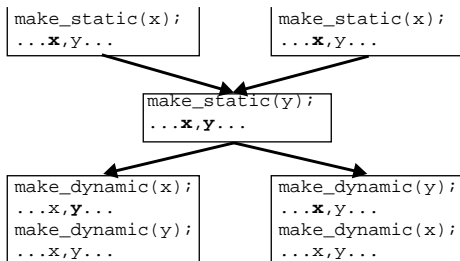 make_static(x);
...x,y...
make_static(x);
...x,y...
make_static(y);
...x,y...
make_dynamic(x);
...x,y...
make_dynamic(y);
...x,y...
make_dynamic(y);
...x,y...
make_dynamic(x);
...x,y...